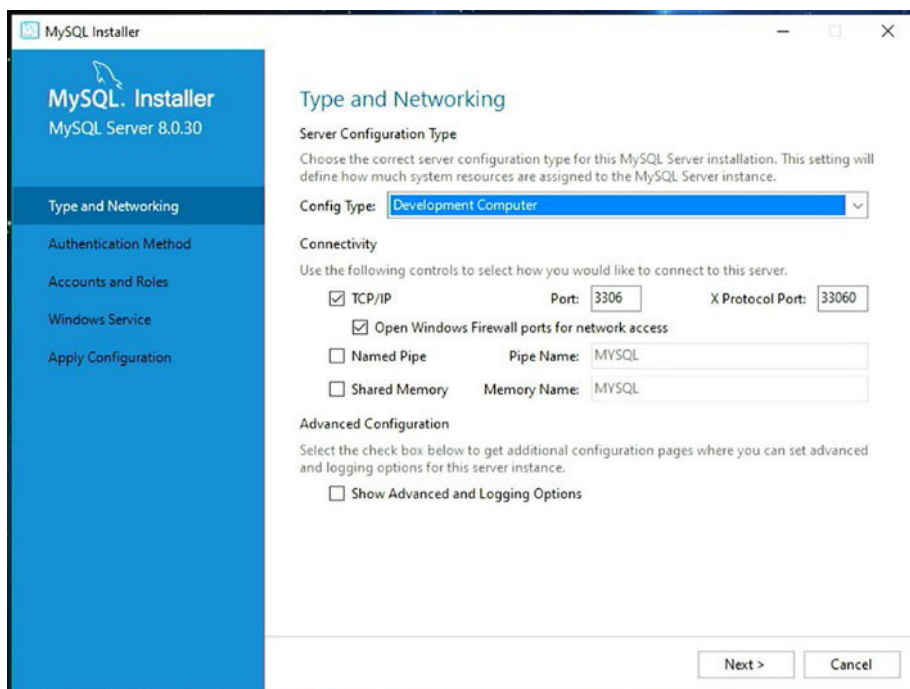 MySQL Installer
MySQL. Installer
MySQL Server 8.0.30
Type and Networking
Authentication Method
Accounts and Roles
Windows Service
Apply Configuration
Type and Networking
Server Configuration Type
Choose the correct server configuration type for this MySQL Server installation. This setting will
define how much system resources are assigned to the MySQL Server instance.
Config Type: Development Computer
Connectivity
Use the following controls to select how you would like to connect to this server.
TCP/IP Port: 3306 X Protocol Port: 33060
Open Windows Firewall ports for network access
Named Pipe Pipe Name: MYSQL
Shared Memory Memory Name: MYSQL
Advanced Configuration
Select the check box below to get additional configuration pages where you can set advanced
and logging options for this server instance.
Show Advanced and Logging Options
Next > Cancel